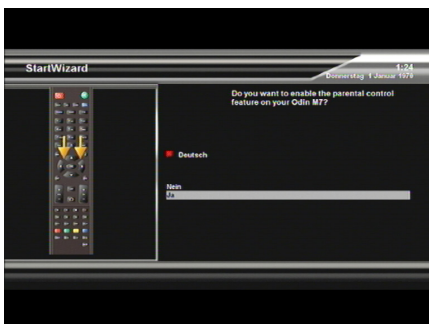 StartWizard
1:24
Donnerstag, 1 Januar 1970
Do you want to enable the parental control
feature on your Odin M7?
Deutsch
Nein
Ja